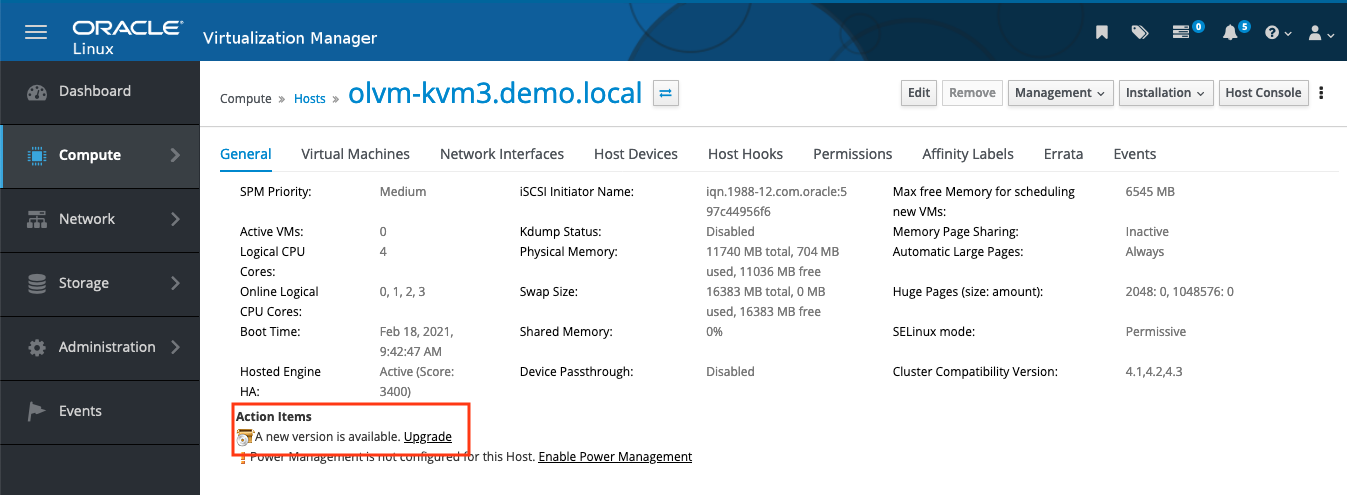 ORACLE
Linux
Virtualization Manager
0
5
Dashboard
Compute
Network
Storage
Administration
Events
Compute » Hosts » olvm-kvm3.demo.local
Edit
Remove
Management
Installation
Host Console
General
Virtual Machines
Network Interfaces
Host Devices
Host Hooks
Permissions
Affinity Labels
Errata
Events
SPM Priority: Medium
Active VMs: 0
Logical CPU
Cores:
4
Online Logical
CPU Cores:
0, 1, 2, 3
Boot Time:
Feb 18, 2021,
9:42:47 AM
Hosted Engine
HA:
Active (Score:
3400)
iSCSI Initiator Name:
iqn.1988-12.com.oracle:5
97c44956f6
Kdump Status: Disabled
Physical Memory:
11740 MB total, 704 MB
used, 11036 MB free
Swap Size:
16383 MB total, 0 MB
used, 16383 MB free
Shared Memory: 0%
Device Passthrough: Disabled
Max free Memory for scheduling
new VMs:
6545 MB
Memory Page Sharing: Inactive
Automatic Large Pages: Always
Huge Pages (size: amount): 2048: 0, 1048576: 0
SELinux mode: Permissive
Cluster Compatibility Version: 4.1,4.2,4.3
Action Items
A new version is available. Upgrade
Power Management is not configured for this Host. Enable Power Management